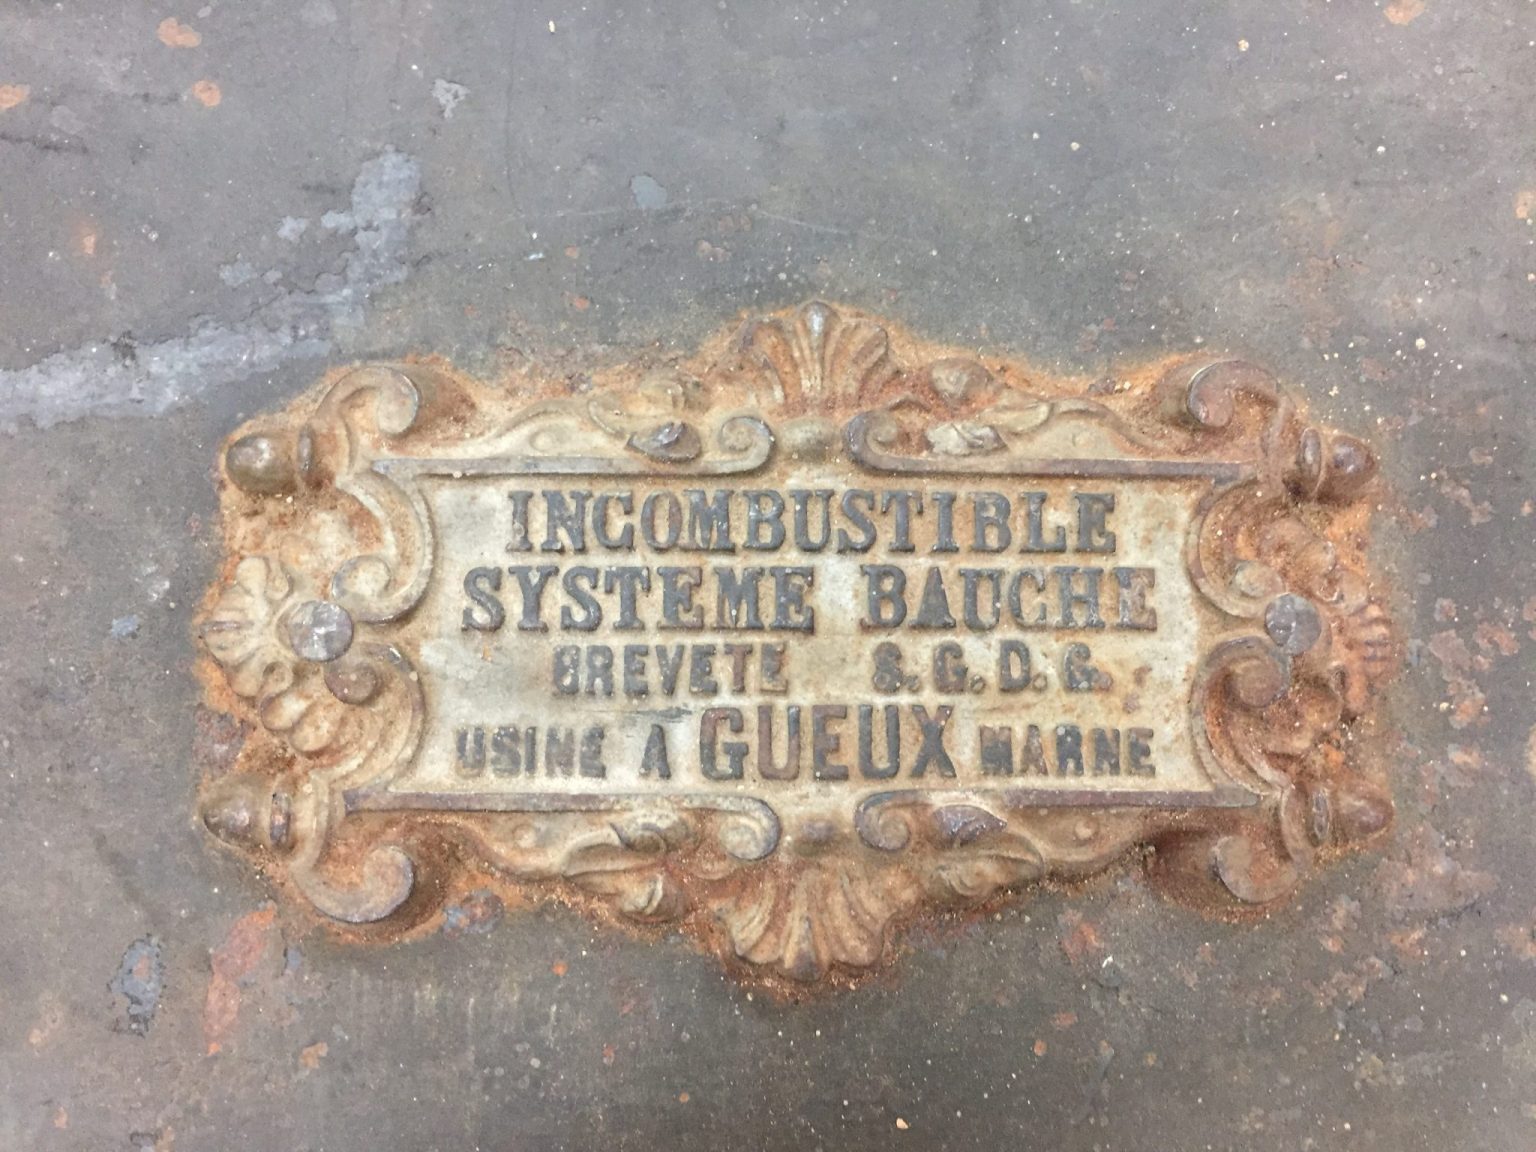 INCOMBUSTIBLE
SYSTEME BAUCHE
BREVETE S.G.D.G.
USINE A GUEUX MARNE